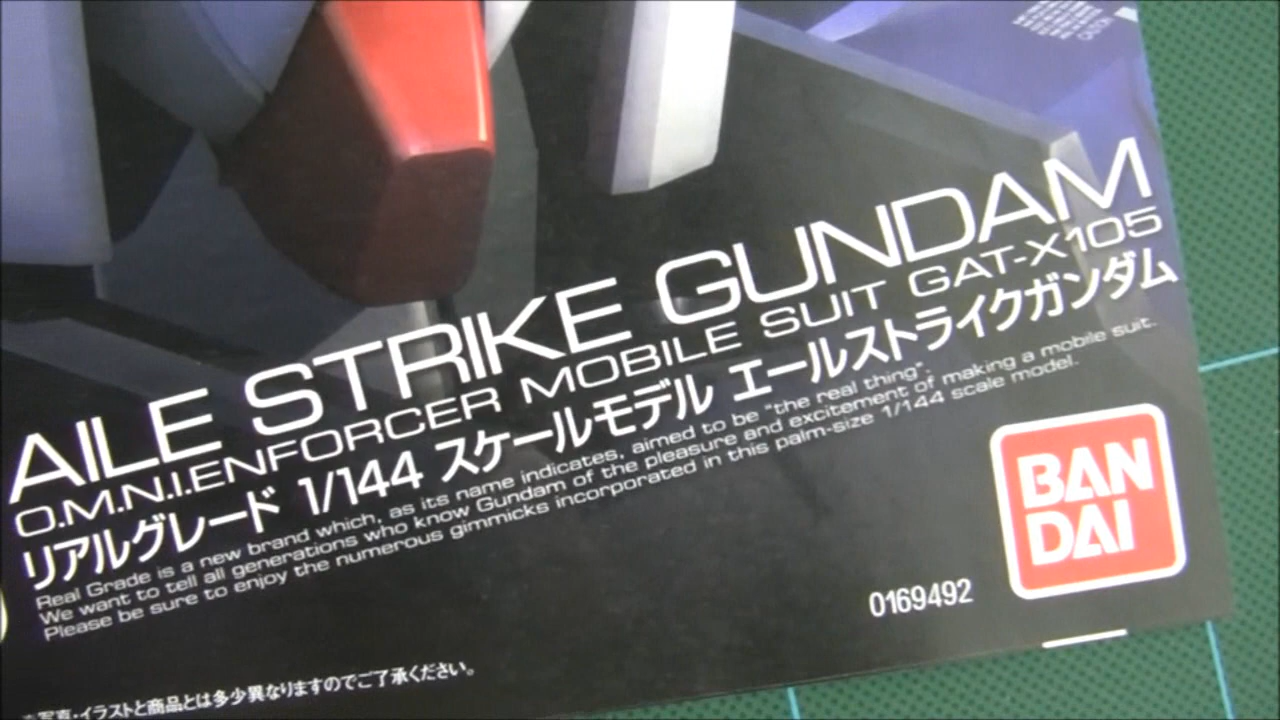 AILE STRIKE GUNDAM
O.M.N.I.ENFORCER MOBILE SUIT GAT-X105
リアルグレード 1/144 スケールモデル エールストライクガンダム
Real Grade is a new brand which, as its name indicates, aimed to be "the real thing".
We want to tell all generations who know Gundam of the pleasure and excitement of making a mobile suit.
Please be sure to enjoy the numerous gimmicks incorporated in this palm-size 1/144 scale model.
BAN
DAI
0169492
写真・イラストと商品とは多少異なりますのでご了承ください。
CAUTION